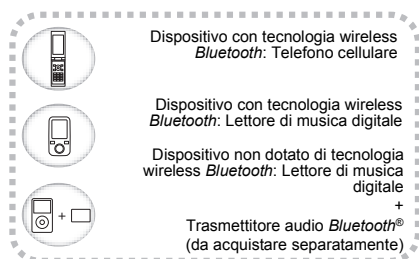 Dispositivo con tecnologia wireless
Bluetooth: Telefono cellulare
Dispositivo con tecnologia wireless
Bluetooth: Lettore di musica digitale
Dispositivo non dotato di tecnologia
wireless Bluetooth: Lettore di musica
digitale
+
Trasmettitore audio Bluetooth®
(da acquistare separatamente)
+